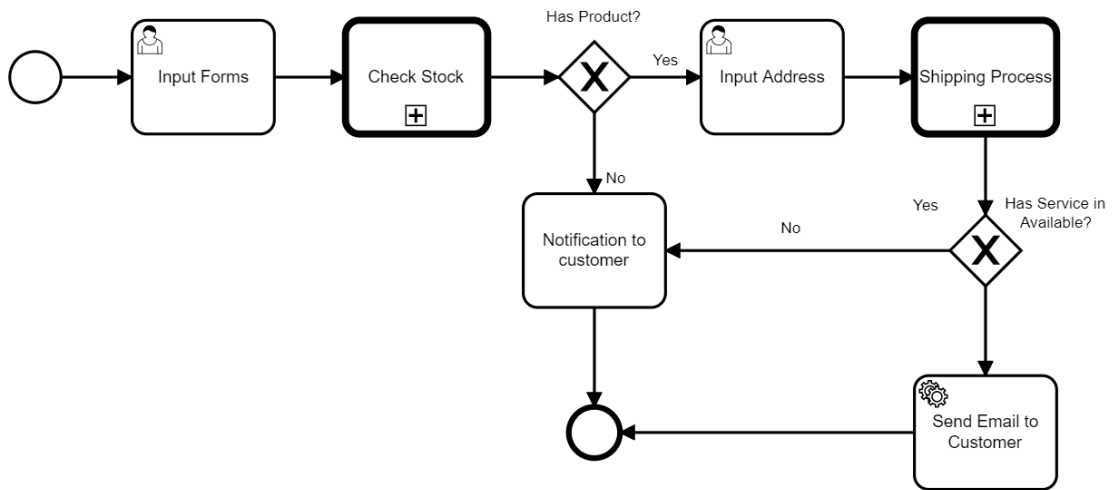 Has Product?
Input Forms
Check Stock
Yes
Input Address
Shipping Process
No
Yes
Has Service in
Available?
No
Notification to
customer
Send Email to
Customer